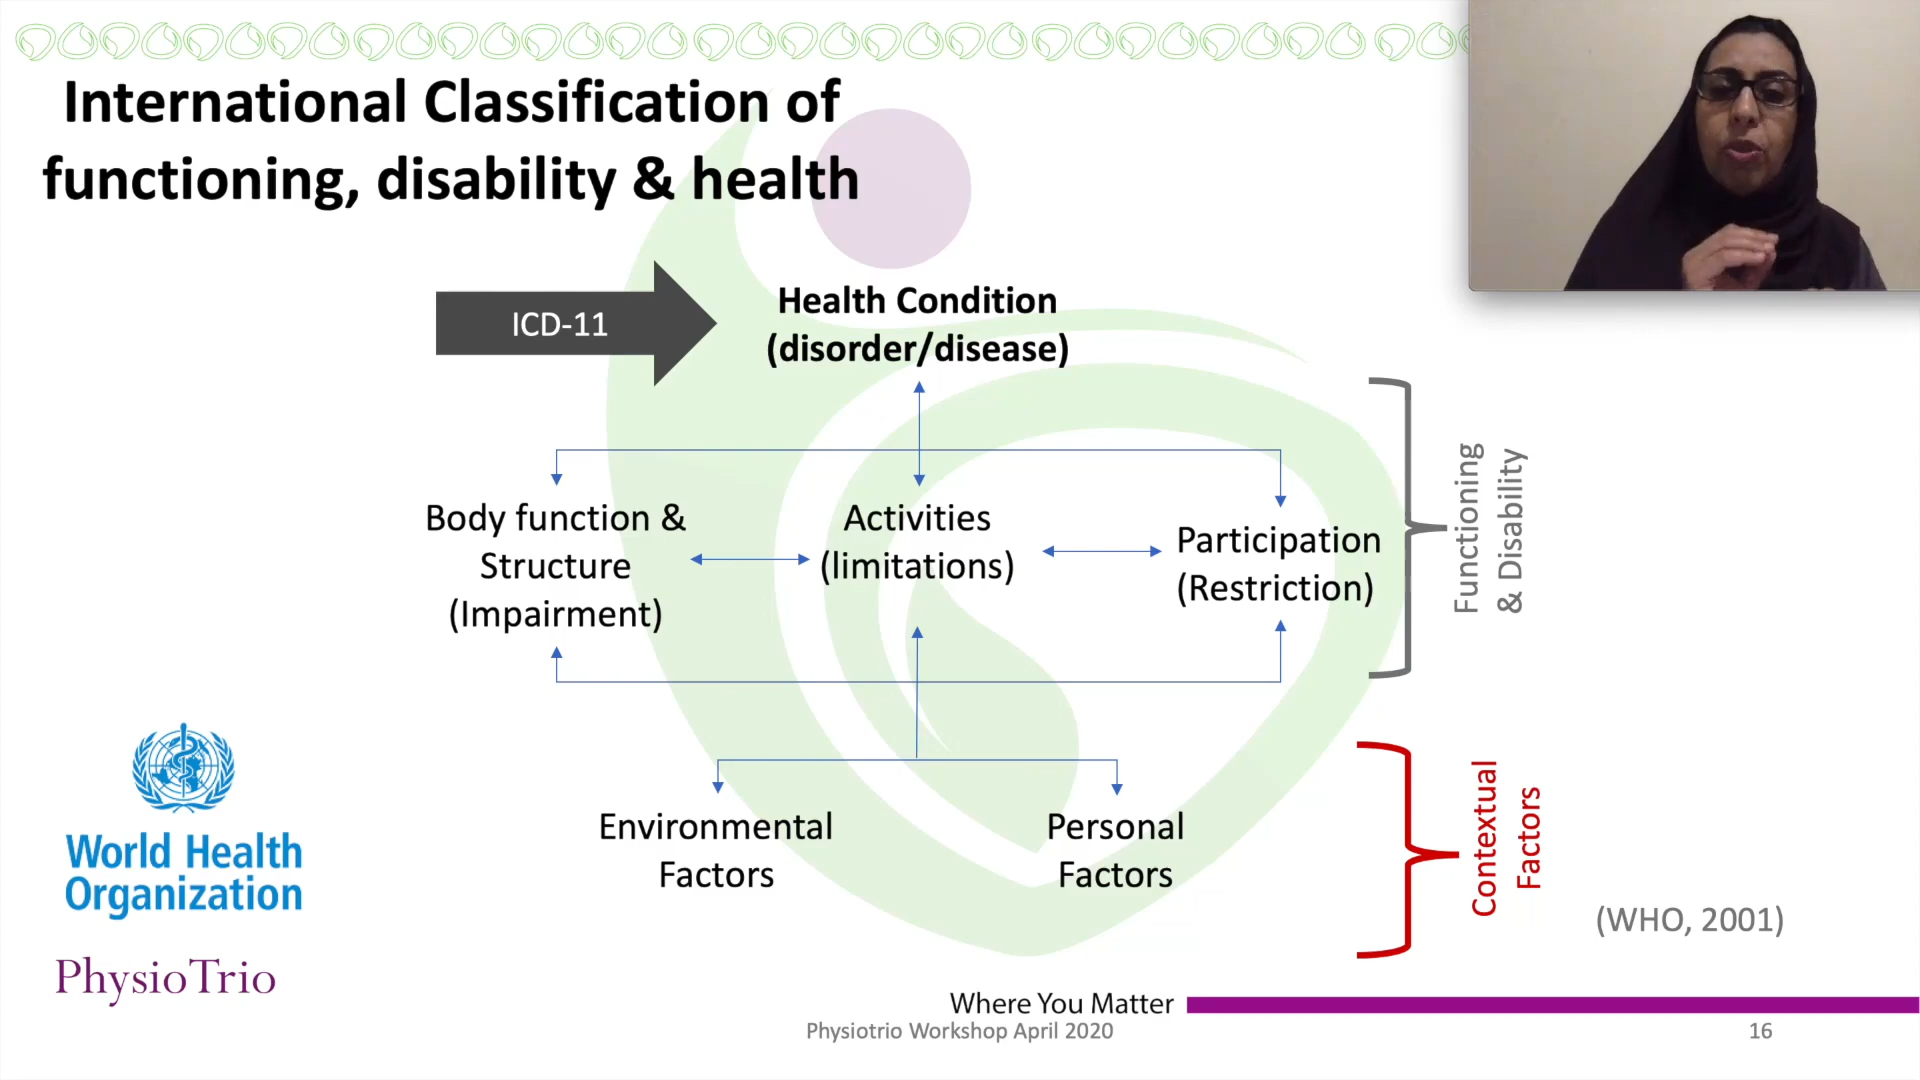 International Classification of
functioning, disability & health
ICD-11
Health Condition
(disorder/disease)
Body function &
Structure
(Impairment)
Activities
(limitations)
Participation
(Restriction)
Functioning
& Disability
Environmental
Factors
Personal
Factors
Contextual
Factors
World Health
Organization
(WHO, 2001)
PhysioTrio
Where You Matter
Physiotrio Workshop April 2020
16